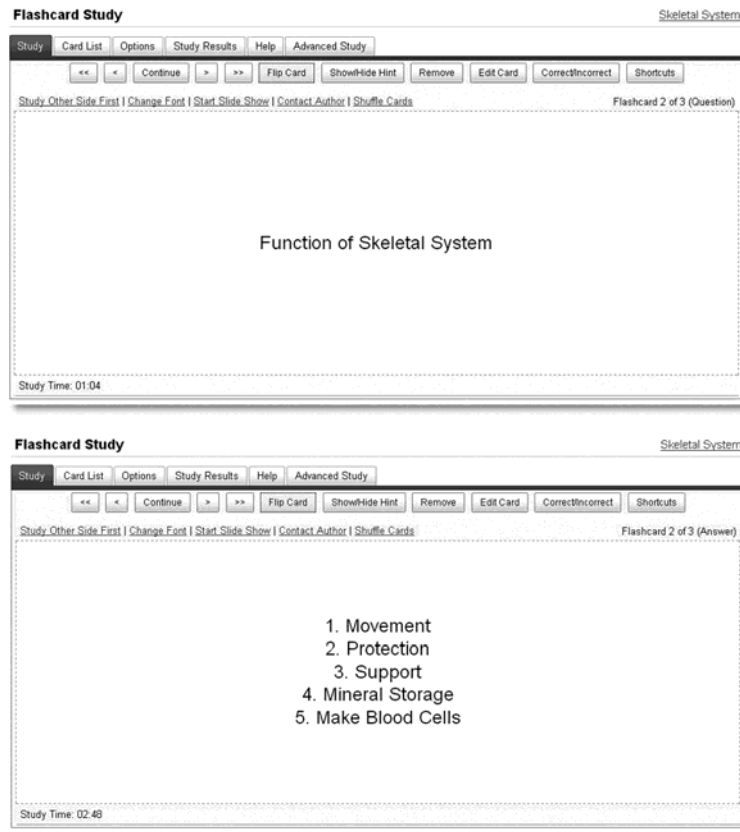 Flashcard Study
Skeletal System
Study Card List Options Study Results Help Advanced Study
<< < Continue > >> Flip Card Show/Hide Hint Remove Edit Card Correct/Incorrect Shortcuts
Study Other Side First | Change Font | Start Slide Show | Contact Author | Shuffle Cards
Flashcard 2 of 3 (Question)
Function of Skeletal System
Study Time: 01:04
Flashcard Study
Skeletal System
Study Card List Options Study Results Help Advanced Study
<< < Continue > >> Flip Card Show/Hide Hint Remove Edit Card Correct/Incorrect Shortcuts
Study Other Side First | Change Font | Start Slide Show | Contact Author | Shuffle Cards
Flashcard 2 of 3 (Answer)
1. Movement
2. Protection
3. Support
4. Mineral Storage
5. Make Blood Cells
Study Time: 02:48